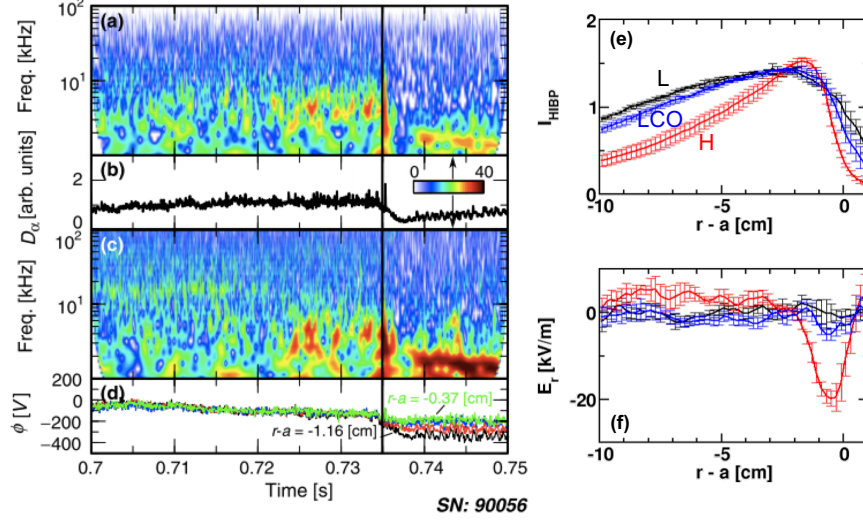 (a)
10²
10¹
Freq. [kHz]
(b)
2
0
Dα [arb. units]
0 40
(c)
10²
10¹
Freq. [kHz]
(d)
200
0
−200
−400
ϕ [V]
r-a = -0.37 [cm]
r-a = -1.16 [cm]
0.7 0.71 0.72 0.73 0.74 0.75
Time [s]
SN: 90056
(e)
2
1
0
I_HIBP
L
LCO
H
-10 -5 0
r - a [cm]
0
-20
E_r [kV/m]
(f)
-10 -5 0
r - a [cm]